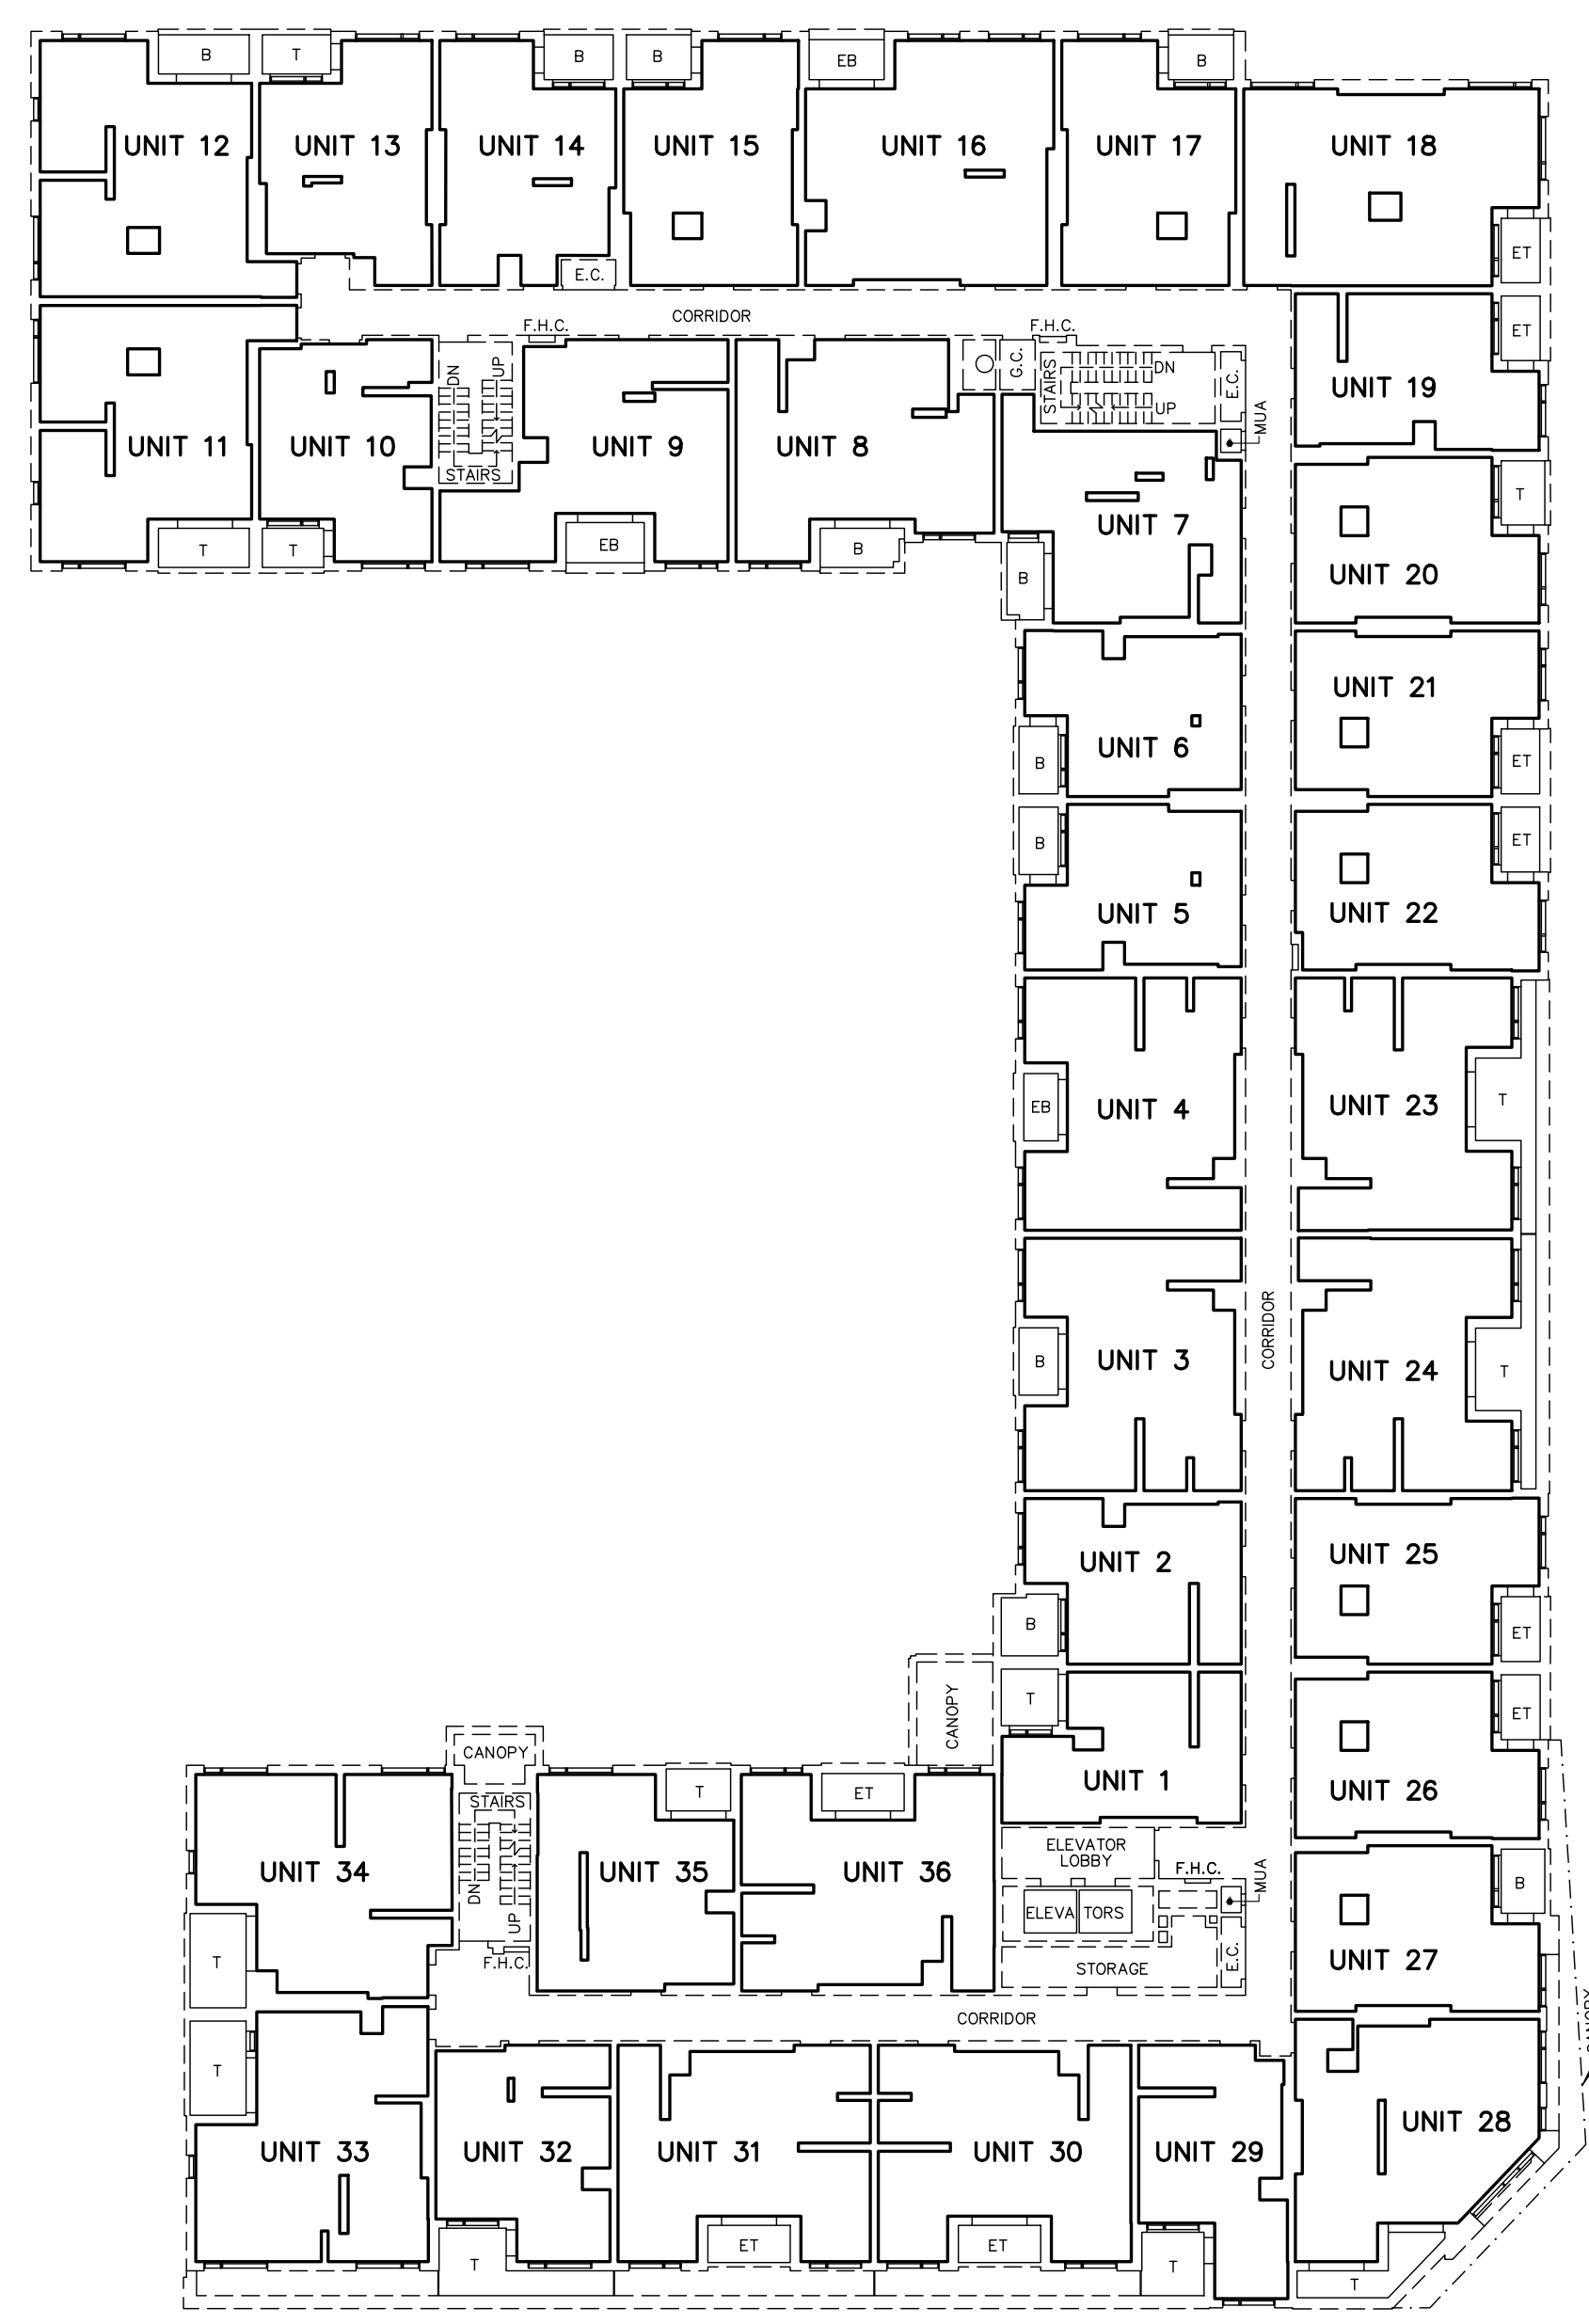 B
T
B
B
EB
B
UNIT 12
UNIT 13
UNIT 14
UNIT 15
UNIT 16
UNIT 17
UNIT 18
ET
E.C.
F.H.C.
CORRIDOR
F.H.C.
ET
DN
UP
STAIRS
G.C.
STAIRS
DN
UP
E.C.
MUA
UNIT 19
UNIT 11
UNIT 10
UNIT 9
UNIT 8
T
UNIT 7
T
T
EB
B
B
UNIT 20
UNIT 21
UNIT 6
B
ET
B
ET
UNIT 5
UNIT 22
EB
UNIT 4
UNIT 23
T
CORRIDOR
B
UNIT 3
UNIT 24
T
UNIT 2
UNIT 25
B
ET
T
CANOPY
ET
CANOPY
UNIT 1
UNIT 26
T
ET
STAIRS
ELEVATOR
LOBBY
UNIT 34
DN
UP
UNIT 35
UNIT 36
F.H.C.
MUA
B
ELEVA TORS
T
F.H.C.
E.C.
STORAGE
UNIT 27
CORRIDOR
CANOPY
T
UNIT 28
UNIT 33
UNIT 32
UNIT 31
UNIT 30
UNIT 29
T
ET
ET
T
T